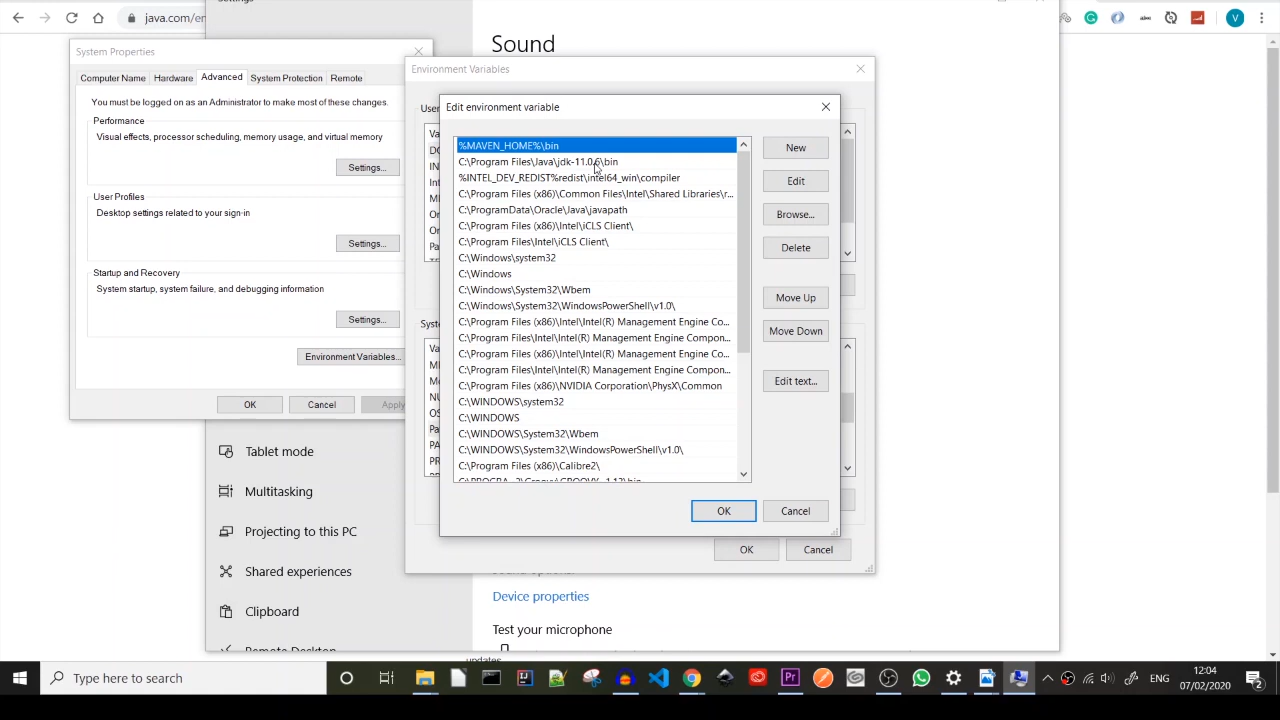 Settings
java.com/en
V
Sound
System Properties
Computer Name
Hardware
Advanced
System Protection
Remote
You must be logged on as an Administrator to make most of these changes.
Performance
Visual effects, processor scheduling, memory usage, and virtual memory
Settings...
User Profiles
Desktop settings related to your sign-in
Settings...
Startup and Recovery
System startup, system failure, and debugging information
Settings...
Environment Variables...
OK
Cancel
Apply
Environment Variables
Edit environment variable
%MAVEN_HOME%\bin
C:\Program Files\Java\jdk-11.0.6\bin
%INTEL_DEV_REDIST%redist\intel64_win\compiler
C:\Program Files (x86)\Common Files\Intel\Shared Libraries\r...
C:\ProgramData\Oracle\Java\javapath
C:\Program Files (x86)\Intel\iCLS Client\
C:\Program Files\Intel\iCLS Client\
C:\Windows\system32
C:\Windows
C:\Windows\System32\Wbem
C:\Windows\System32\WindowsPowerShell\v1.0\
C:\Program Files (x86)\Intel\Intel(R) Management Engine Co...
C:\Program Files\Intel\Intel(R) Management Engine Compon...
C:\Program Files (x86)\Intel\Intel(R) Management Engine Co...
C:\Program Files\Intel\Intel(R) Management Engine Compon...
C:\Program Files (x86)\NVIDIA Corporation\PhysX\Common
C:\WINDOWS\system32
C:\WINDOWS
C:\WINDOWS\System32\Wbem
C:\WINDOWS\System32\WindowsPowerShell\v1.0\
C:\Program Files (x86)\Calibre2\
New
Edit
Browse...
Delete
Move Up
Move Down
Edit text...
OK
Cancel
OK
Cancel
Tablet mode
Multitasking
Projecting to this PC
Shared experiences
Clipboard
Remote Desktop
Device properties
Test your microphone
updates
Type here to search
ENG
12:04
07/02/2020
2